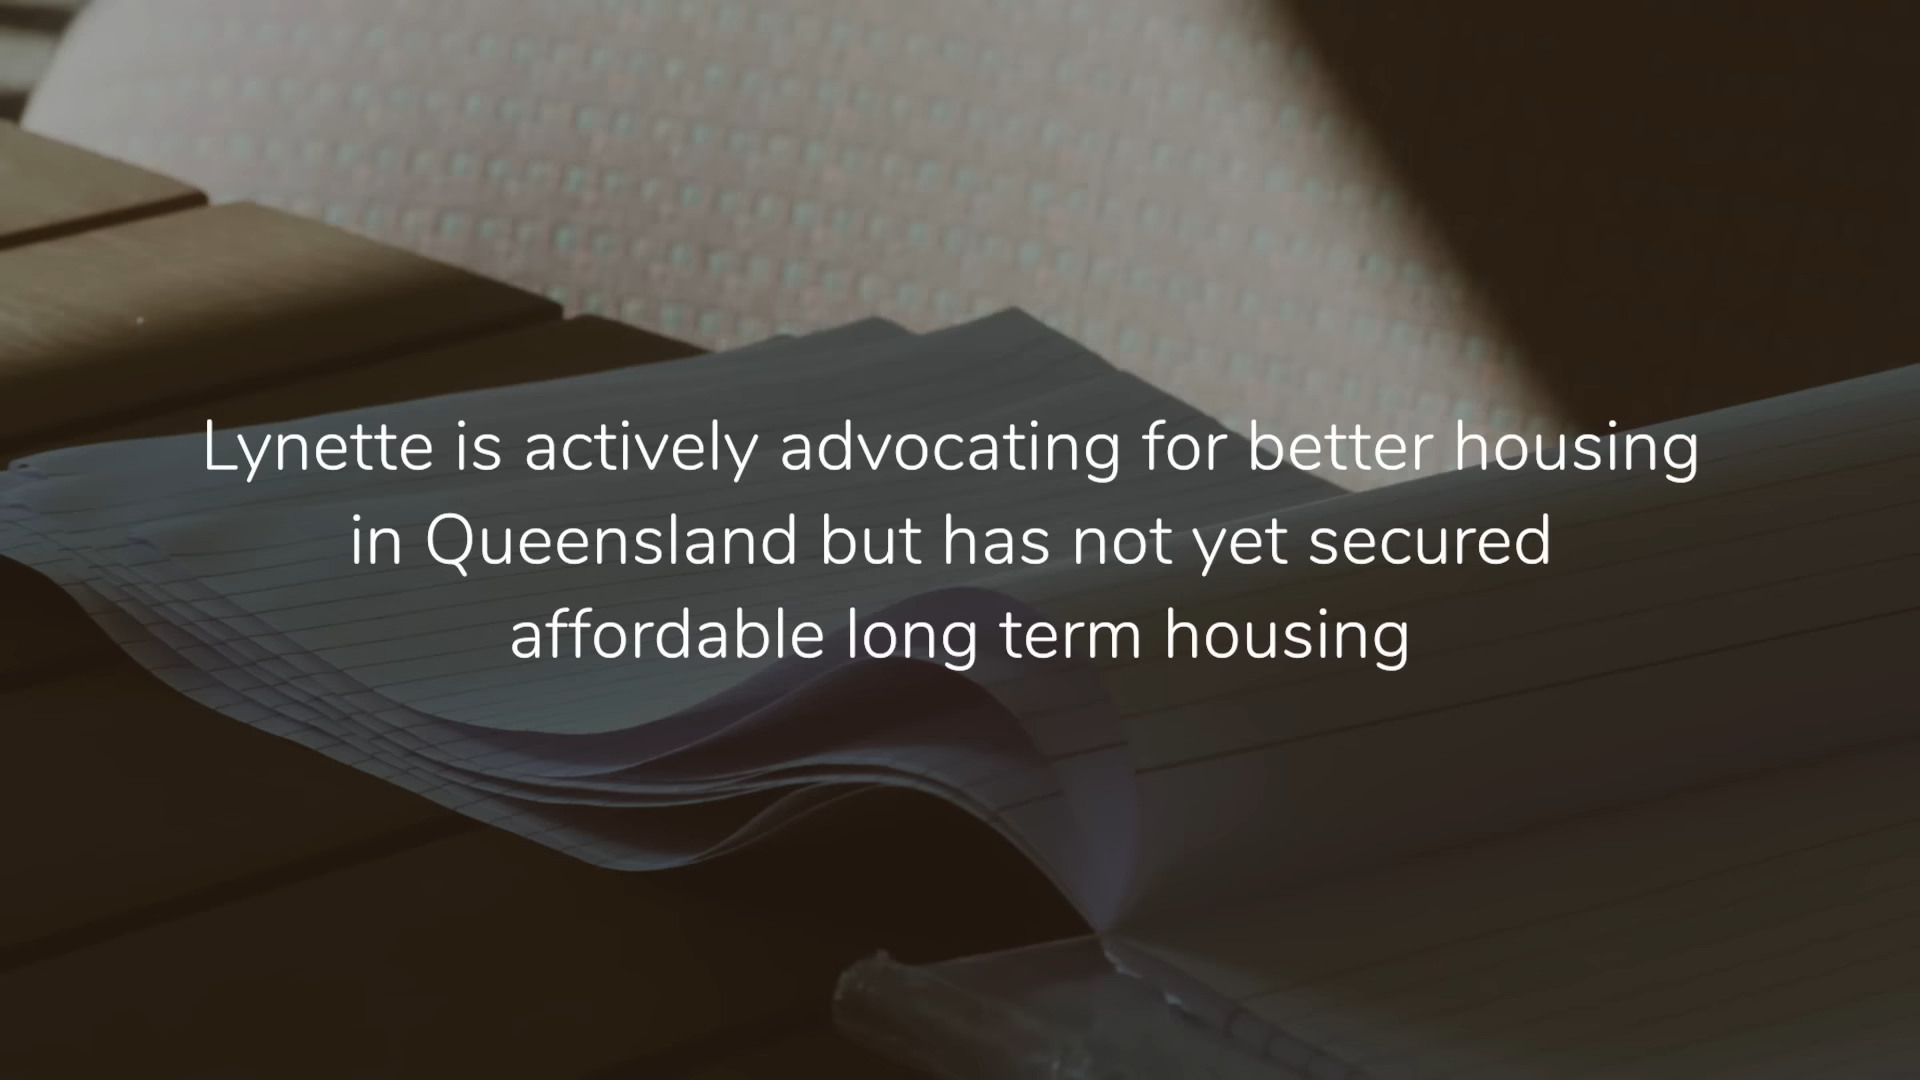 Lynette is actively advocating for better housing
in Queensland but has not yet secured
affordable long term housing